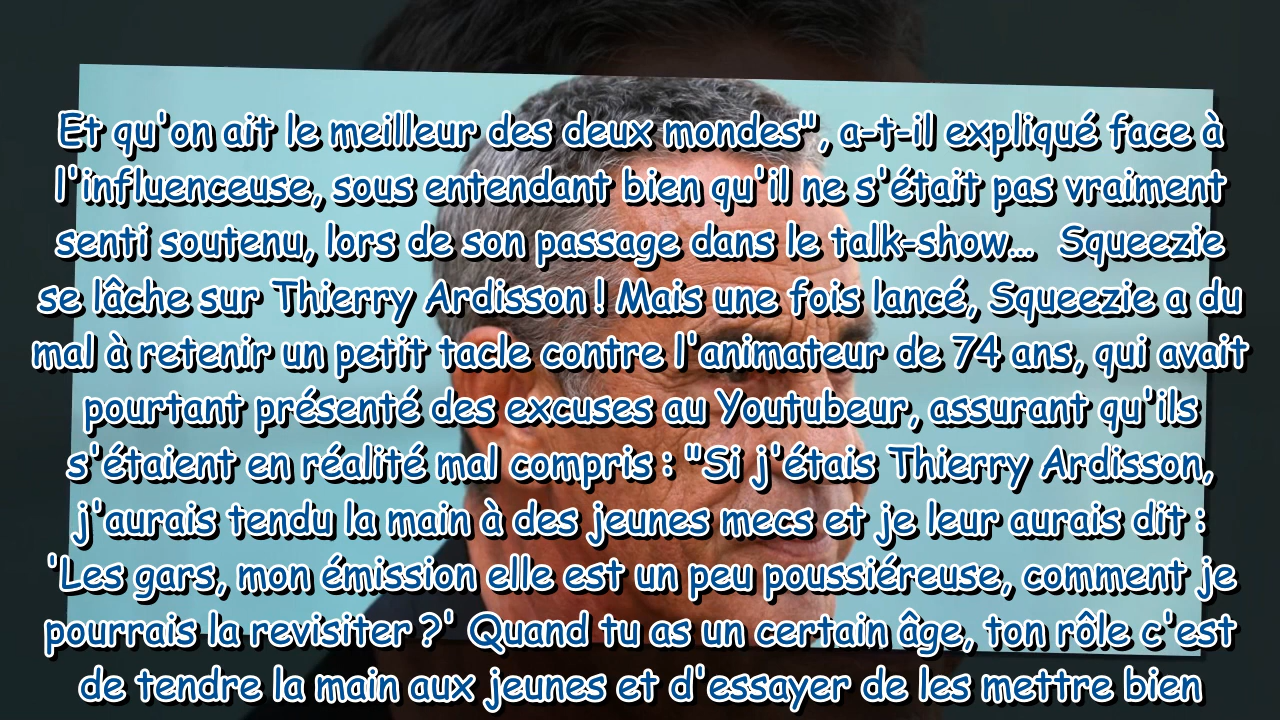 Et qu'on ait le meilleur des deux mondes", a-t-il expliqué face à
l'influenceuse, sous entendant bien qu'il ne s'était pas vraiment
senti soutenu, lors de son passage dans le talk-show... Squeezie
se lâche sur Thierry Ardisson ! Mais une fois lancé, Squeezie a du
mal à retenir un petit tacle contre l'animateur de 74 ans, qui avait
pourtant présenté des excuses au Youtubeur, assurant qu'ils
s'étaient en réalité mal compris : "Si j'étais Thierry Ardisson,
j'aurais tendu la main à des jeunes mecs et je leur aurais dit :
'Les gars, mon émission elle est un peu poussiéreuse, comment je
pourrais la revisiter ?' Quand tu as un certain âge, ton rôle c'est
de tendre la main aux jeunes et d'essayer de les mettre bien